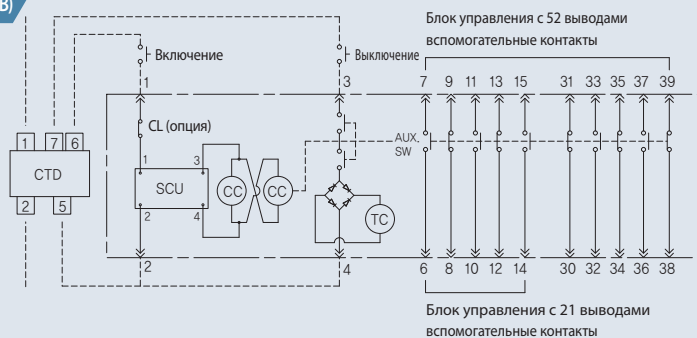 В)
Блок управления с 52 выводами
вспомогательные контакты
Включение
Выключение
1 3 7 9 11 13 15 31 33 35 37 39
CL (опция)
AUX.
SW
1 7 6
CTD
2 5
1 3
SCU
2 4
CC CC
TC
2 4 6 8 10 12 14 30 32 34 36 38
Блок управления с 21 выводами
вспомогательные контакты